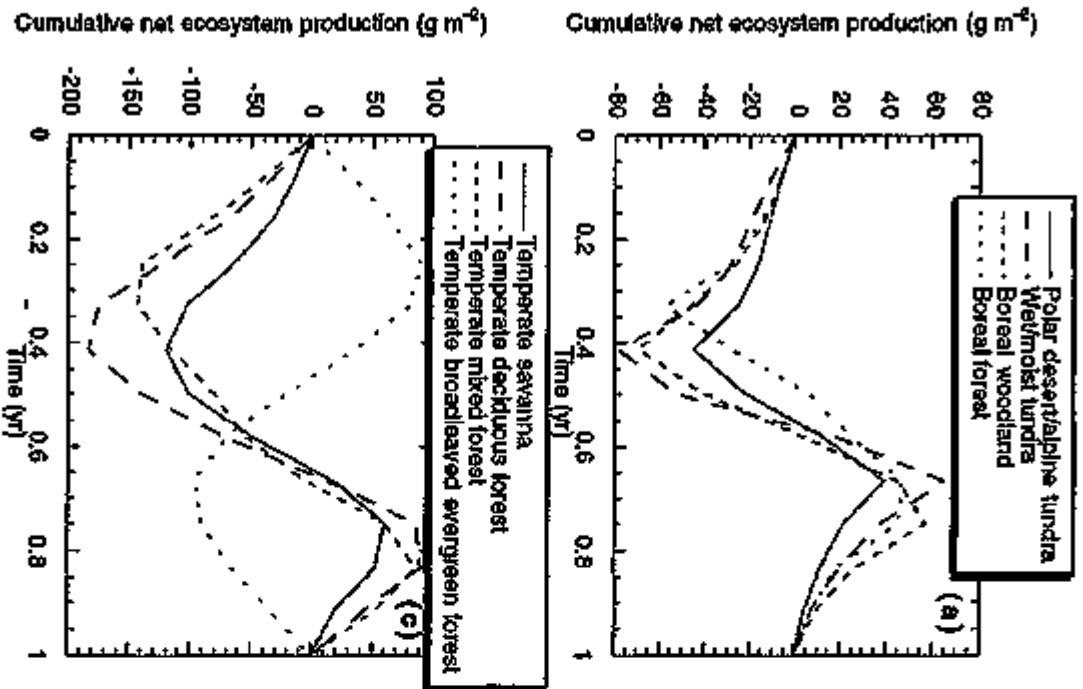 Polar desert/alpine tundra
Wet/moist tundra
Boreal woodland
Boreal forest
(a)
Cumulative net ecosystem production (g m⁻²)
80
60
40
20
0
-20
-40
-60
-80
0
0.2
0.4
0.6
0.8
1
Time (yr)
Temperate savanna
Temperate deciduous forest
Temperate mixed forest
Temperate broadleaved evergreen forest
(c)
Cumulative net ecosystem production (g m⁻²)
100
50
0
-50
-100
-150
-200
0
0.2
0.4
0.6
0.8
1
Time (yr)